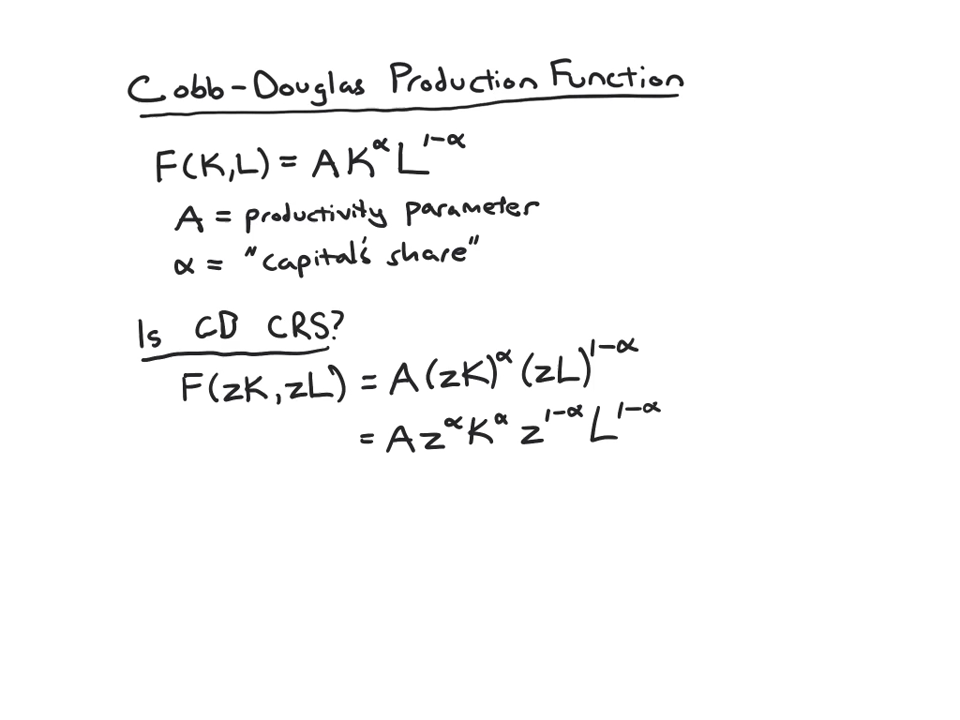 Cobb-Douglas Production Function
F(K,L) = AK^α L^(1-α)
A = productivity parameter
α = "capital's share"
Is CD CRS?
F(zK,zL) = A(zK)^α (zL)^(1-α)
= Az^α K^α z^(1-α) L^(1-α)